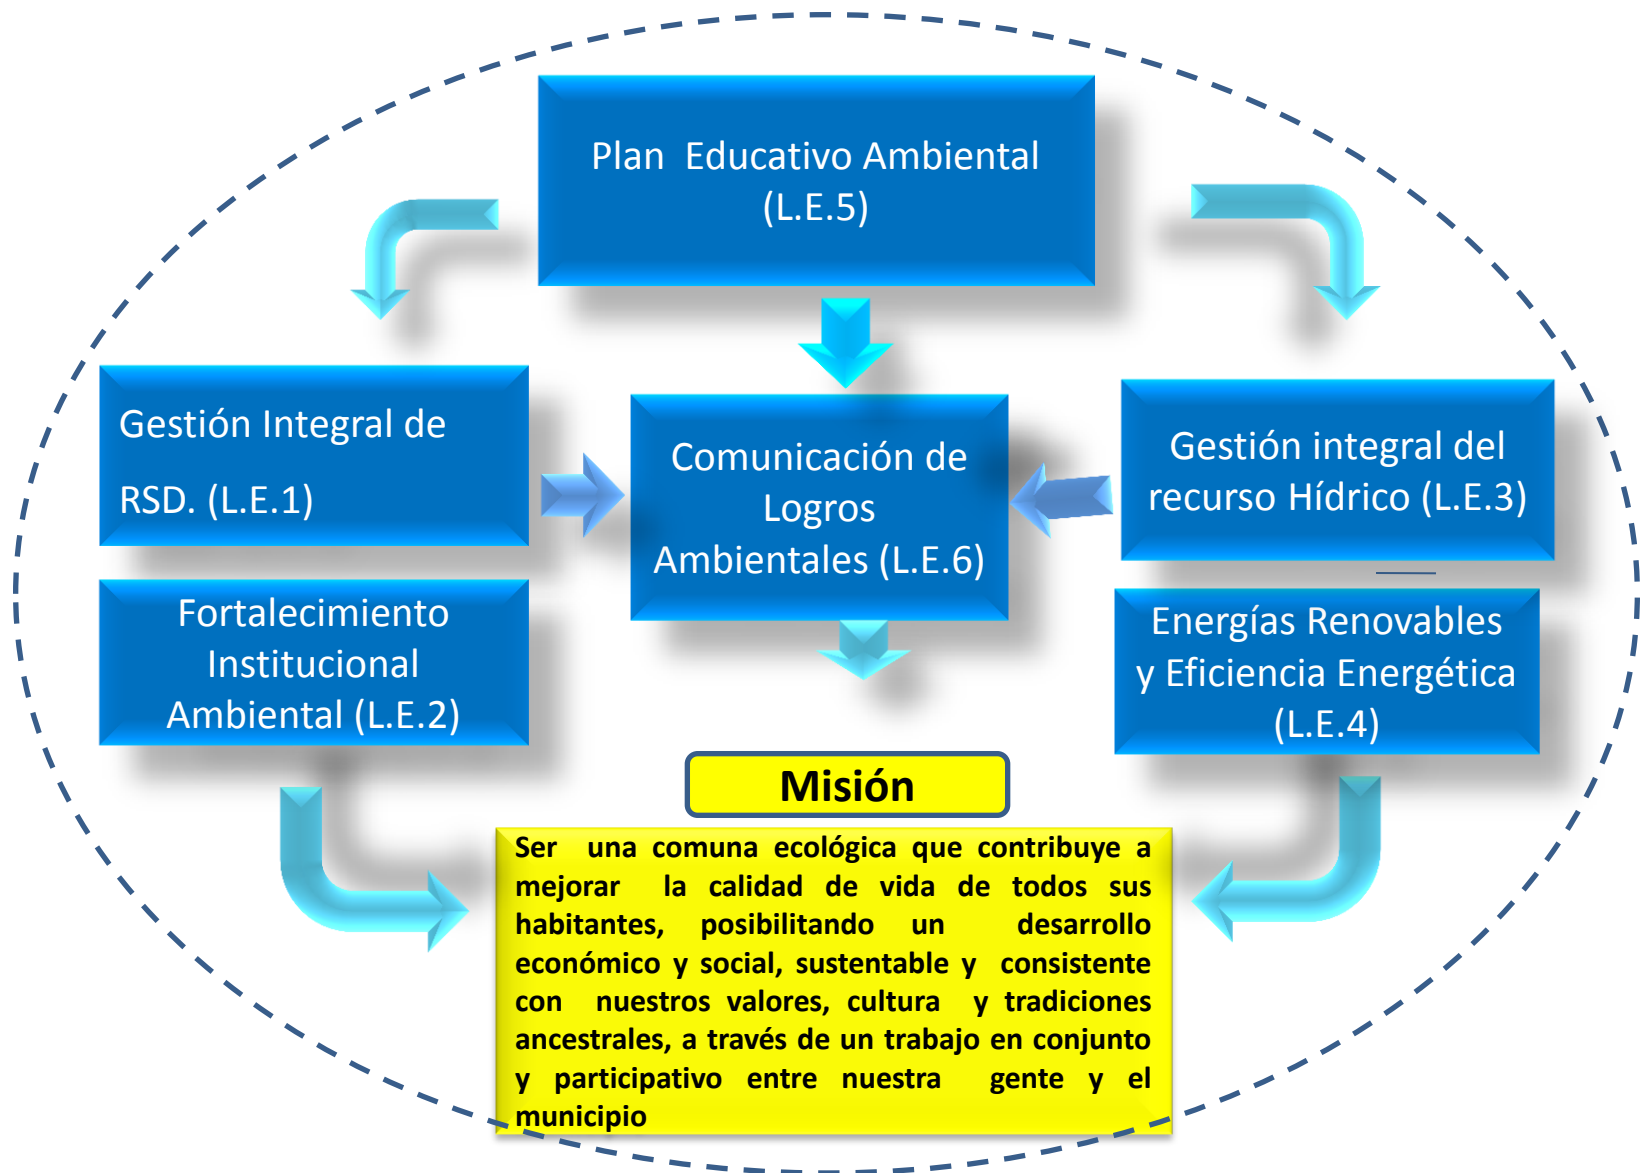 Plan Educativo Ambiental
(L.E.5)
Gestión Integral de
RSD. (L.E.1)
Comunicación de
Logros
Ambientales (L.E.6)
Gestión integral del
recurso Hídrico (L.E.3)
Fortalecimiento
Institucional
Ambiental (L.E.2)
Energías Renovables
y Eficiencia Energética
(L.E.4)
Misión
Ser una comuna ecológica que contribuye a
mejorar la calidad de vida de todos sus
habitantes, posibilitando un desarrollo
económico y social, sustentable y consistente
con nuestros valores, cultura y tradiciones
ancestrales, a través de un trabajo en conjunto
y participativo entre nuestra gente y el
municipio